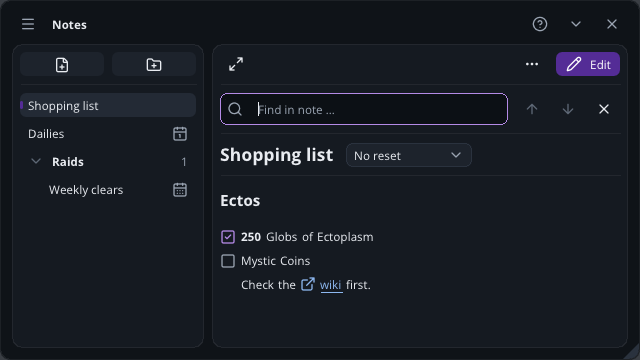 Notes
Edit
Shopping list
Find in note ...
Dailies
Raids 1
Weekly clears
Shopping list No reset
Ectos
250 Globs of Ectoplasm
Mystic Coins
Check the wiki first.